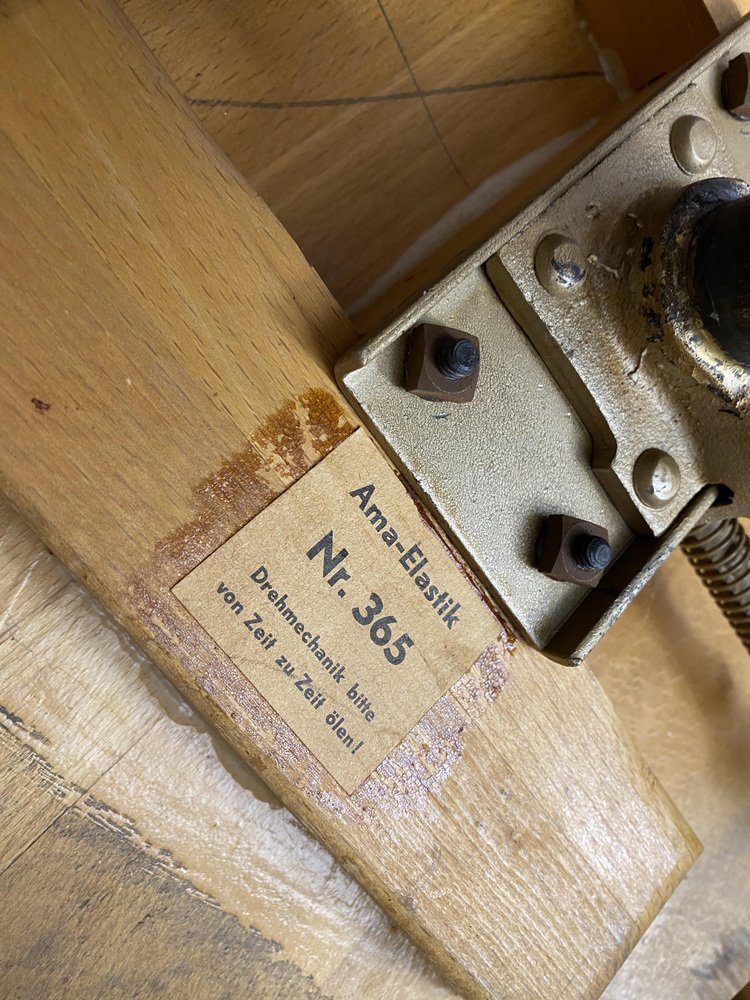 Ama-Elastik
Nr. 365
Drehmechanik bitte
von Zeit zu Zeit ölen!